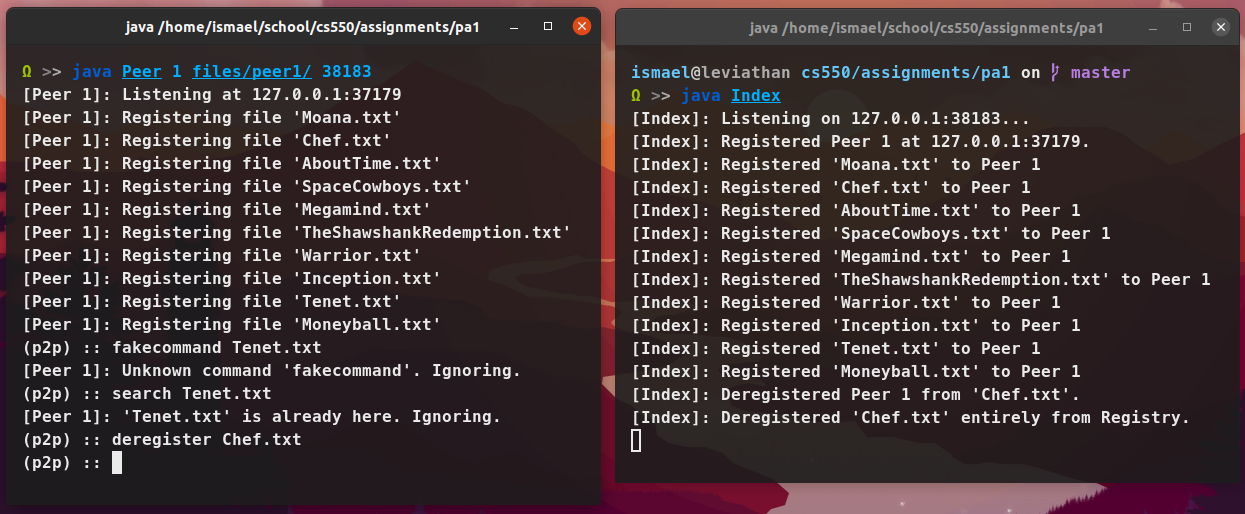 java /home/ismael/school/cs550/assignments/pa1
Ω >> java Peer 1 files/peer1/ 38183
[Peer 1]: Listening at 127.0.0.1:37179
[Peer 1]: Registering file 'Moana.txt'
[Peer 1]: Registering file 'Chef.txt'
[Peer 1]: Registering file 'AboutTime.txt'
[Peer 1]: Registering file 'SpaceCowboys.txt'
[Peer 1]: Registering file 'Megamind.txt'
[Peer 1]: Registering file 'TheShawshankRedemption.txt'
[Peer 1]: Registering file 'Warrior.txt'
[Peer 1]: Registering file 'Inception.txt'
[Peer 1]: Registering file 'Tenet.txt'
[Peer 1]: Registering file 'Moneyball.txt'
(p2p) :: fakecommand Tenet.txt
[Peer 1]: Unknown command 'fakecommand'. Ignoring.
(p2p) :: search Tenet.txt
[Peer 1]: 'Tenet.txt' is already here. Ignoring.
(p2p) :: deregister Chef.txt
(p2p) ::
java /home/ismael/school/cs550/assignments/pa1
ismael@leviathan cs550/assignments/pa1 on master
Ω >> java Index
[Index]: Listening on 127.0.0.1:38183...
[Index]: Registered Peer 1 at 127.0.0.1:37179.
[Index]: Registered 'Moana.txt' to Peer 1
[Index]: Registered 'Chef.txt' to Peer 1
[Index]: Registered 'AboutTime.txt' to Peer 1
[Index]: Registered 'SpaceCowboys.txt' to Peer 1
[Index]: Registered 'Megamind.txt' to Peer 1
[Index]: Registered 'TheShawshankRedemption.txt' to Peer 1
[Index]: Registered 'Warrior.txt' to Peer 1
[Index]: Registered 'Inception.txt' to Peer 1
[Index]: Registered 'Tenet.txt' to Peer 1
[Index]: Registered 'Moneyball.txt' to Peer 1
[Index]: Deregistered Peer 1 from 'Chef.txt'.
[Index]: Deregistered 'Chef.txt' entirely from Registry.